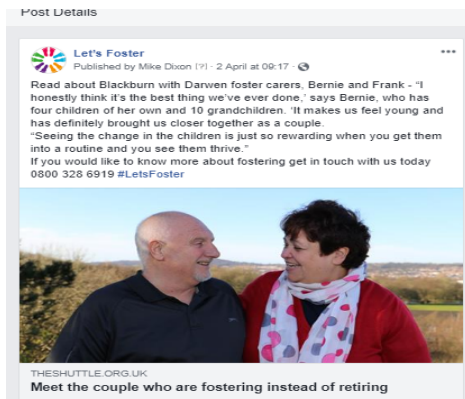 Post Details
Let's Foster
Published by Mike Dixon [?] · 2 April at 09:17 ·
Read about Blackburn with Darwen foster carers, Bernie and Frank - “I
honestly think it's the best thing we've ever done,' says Bernie, who has
four children of her own and 10 grandchildren. 'It makes us feel young and
has definitely brought us closer together as a couple.
“Seeing the change in the children is just so rewarding when you get them
into a routine and you see them thrive.”
If you would like to know more about fostering get in touch with us today
0800 328 6919 #LetsFoster
THESHUTTLE.ORG.UK
Meet the couple who are fostering instead of retiring